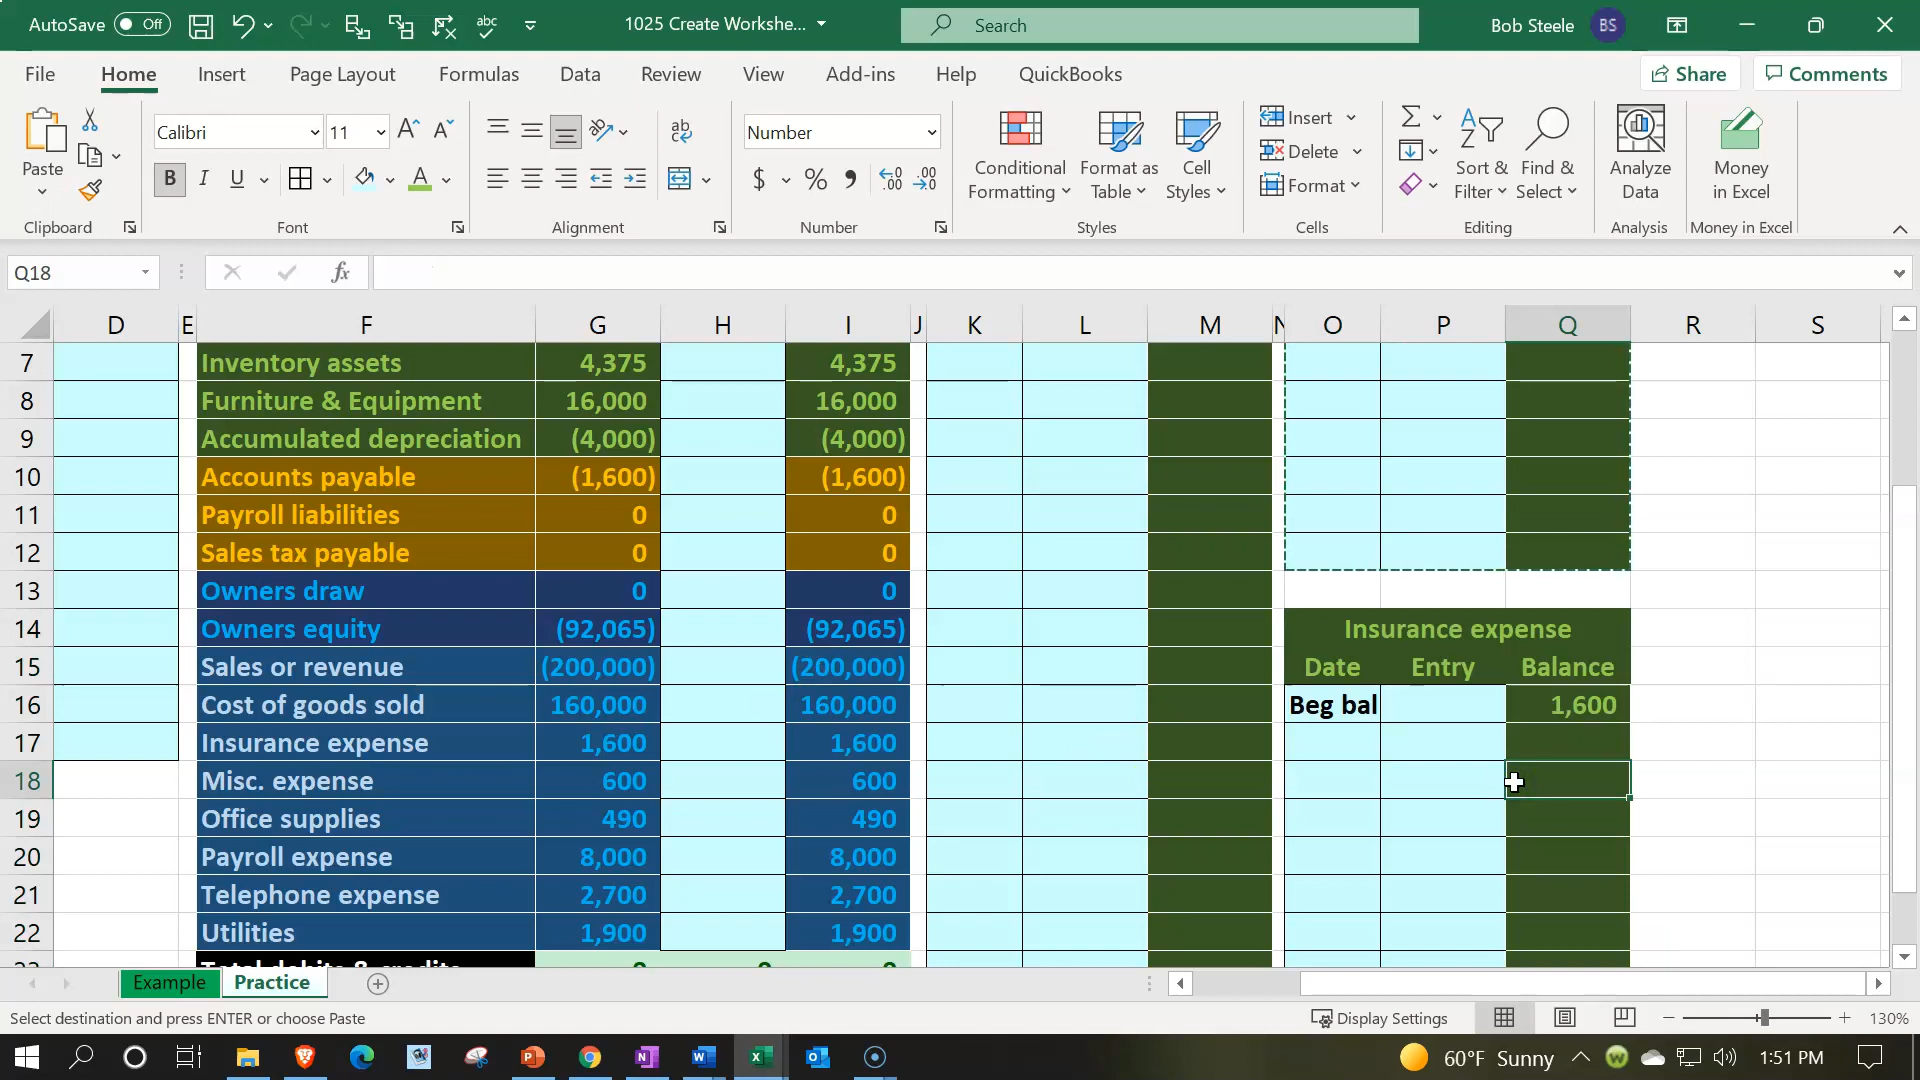 AutoSave Off abc 1025 Create Workshe... Search Bob Steele BS
File Home Insert Page Layout Formulas Data Review View Add-ins Help QuickBooks Share Comments
Paste Calibri 11 A A ab Number Insert Delete Format
B I U A $ % 9 .00 .00 Conditional Formatting Format as Table Cell Styles Sort & Filter Find & Select Analyze Data Money in Excel
Clipboard Font Alignment Number Styles Cells Editing Analysis Money in Excel
Q18 fx
D E F G H I J K L M N O P Q R S
7 Inventory assets 4,375 4,375
8 Furniture & Equipment 16,000 16,000
9 Accumulated depreciation (4,000) (4,000)
10 Accounts payable (1,600) (1,600)
11 Payroll liabilities 0 0
12 Sales tax payable 0 0
13 Owners draw 0 0
14 Owners equity (92,065) (92,065) Insurance expense
15 Sales or revenue (200,000) (200,000) Date Entry Balance
16 Cost of goods sold 160,000 160,000 Beg bal 1,600
17 Insurance expense 1,600 1,600
18 Misc. expense 600 600
19 Office supplies 490 490
20 Payroll expense 8,000 8,000
21 Telephone expense 2,700 2,700
22 Utilities 1,900 1,900
23 Total debits & credits 0 0 0
Example Practice
Select destination and press ENTER or choose Paste Display Settings 130%
60°F Sunny 1:51 PM